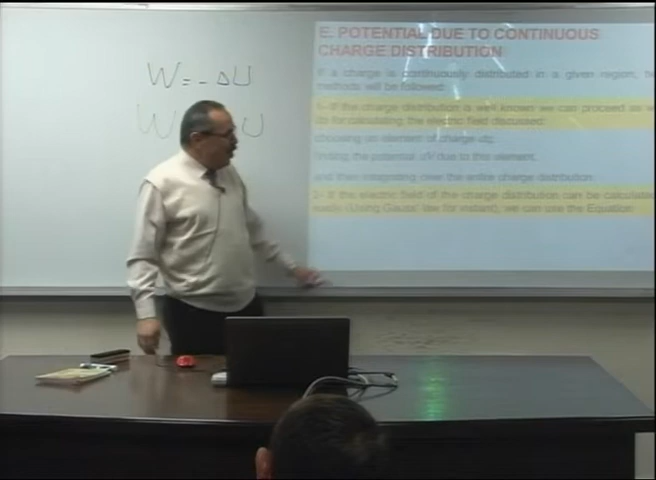 W = - ΔU
W U
E. POTENTIAL DUE TO CONTINUOUS
CHARGE DISTRIBUTION
If a charge is continuously distributed in a given region,
methods will be followed:
1- If the charge distribution is well known we can proceed as
do for calculating the electric field discussed:
choosing an element of charge dq,
finding the potential dV due to this element,
and then integrating over the entire charge distribution.
2- If the electric field of the charge distribution can be
easily (Using Gauss' law for instant), we can use the Equation